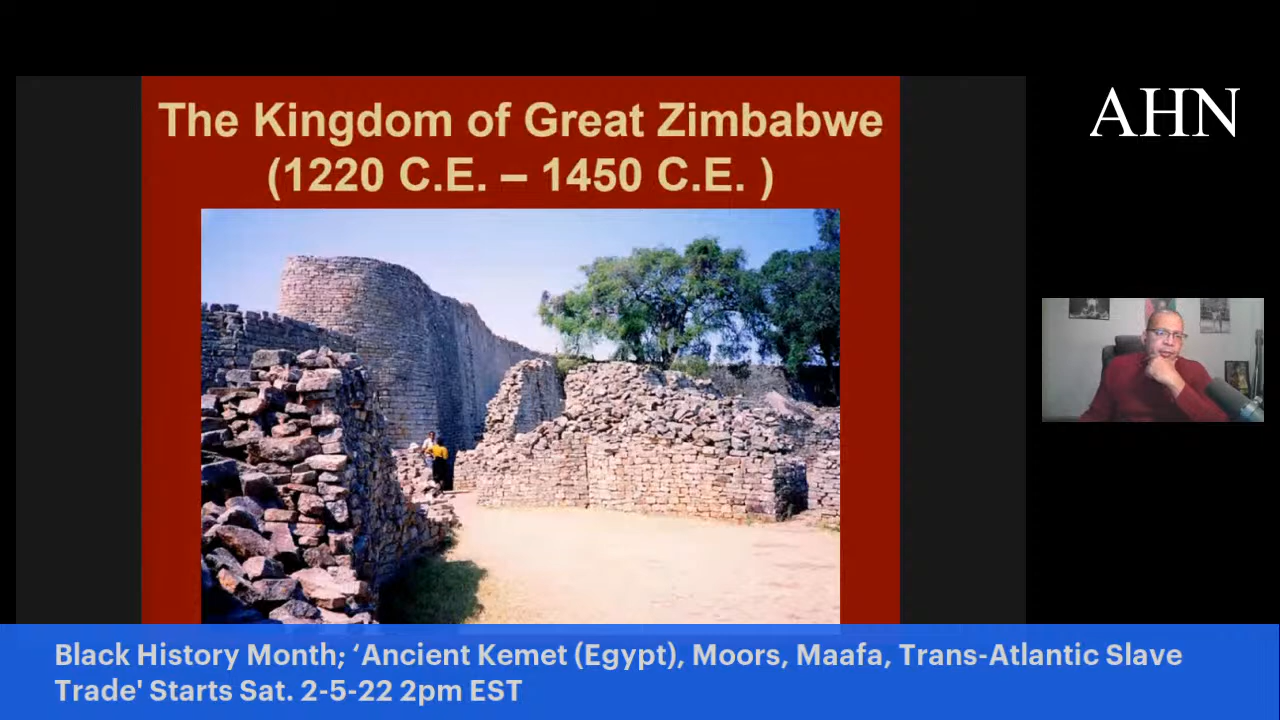 The Kingdom of Great Zimbabwe
(1220 C.E. – 1450 C.E. )
AHN
Black History Month; ‘Ancient Kemet (Egypt), Moors, Maafa, Trans-Atlantic Slave
Trade' Starts Sat. 2-5-22 2pm EST